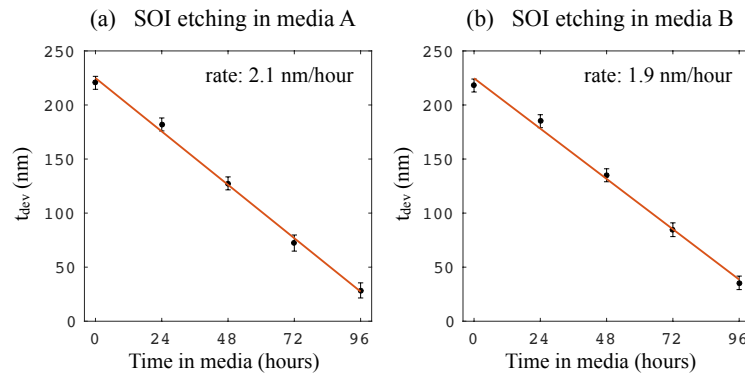 (a) SOI etching in media A
250
200
150
100
50
0
t_dev (nm)
rate: 2.1 nm/hour
0 24 48 72 96
Time in media (hours)
(b) SOI etching in media B
250
200
150
100
50
0
t_dev (nm)
rate: 1.9 nm/hour
0 24 48 72 96
Time in media (hours)